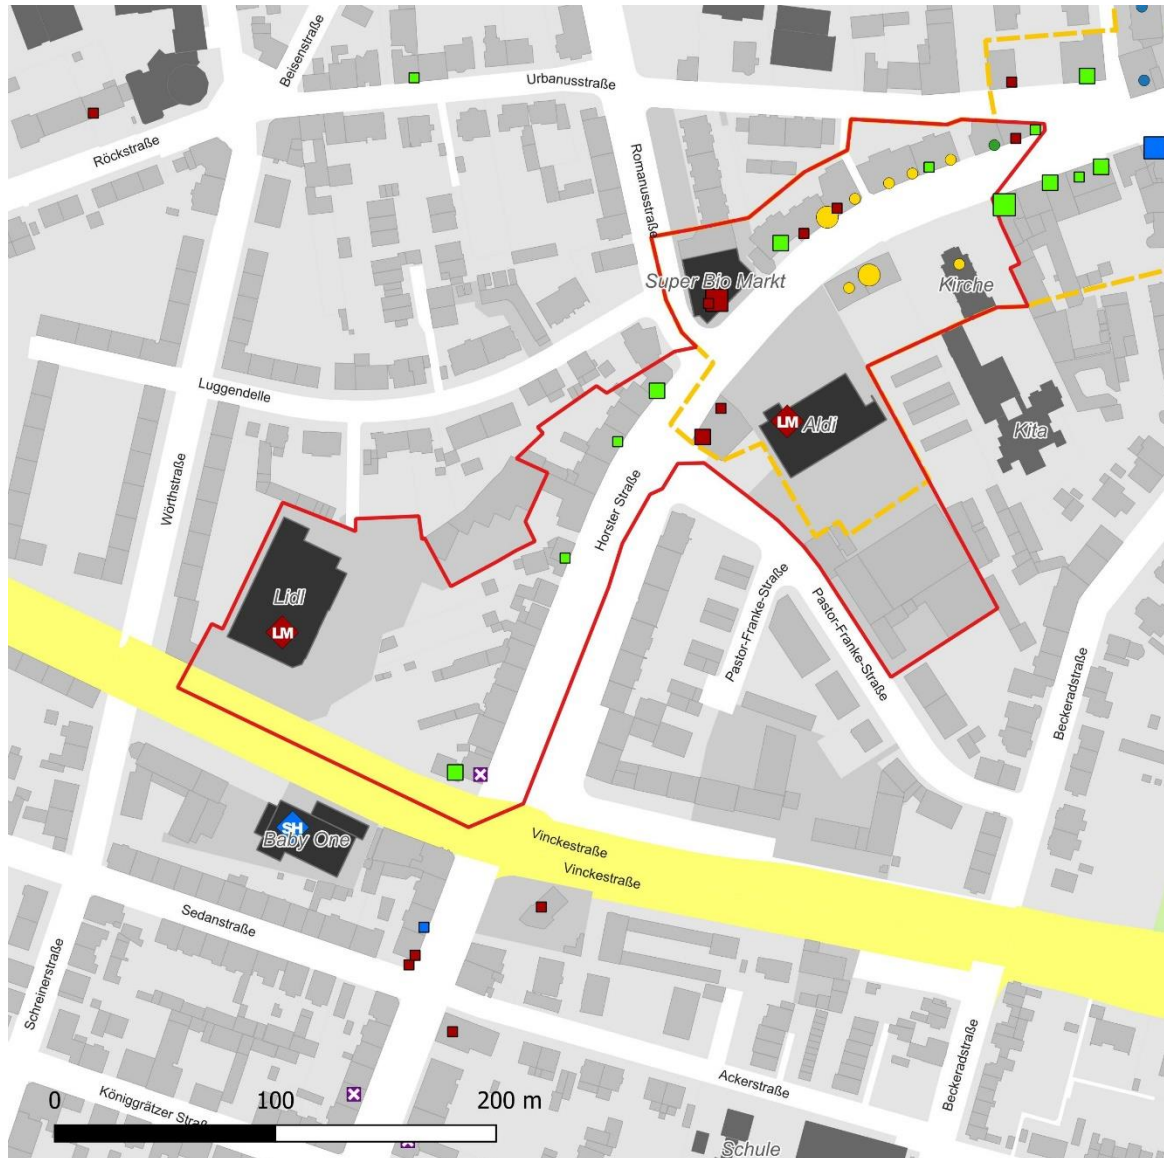 Beisenstraße
Urbanusstraße
Röckstraße
Romanusstraße
Super Bio Markt
Kirche
Luggendelle
LM
Aldi
Kita
Wörthstraße
Horster Straße
Lidl
LM
Pastor-Franke-Straße
Pastor-Franke-Straße
Beckeradstraße
SH
Baby One
Vinckestraße
Vinckestraße
Sedanstraße
Schreinerstraße
Beckeradstraße
Ackerstraße
Königgrätzer Straß
0 100 200 m
Schule